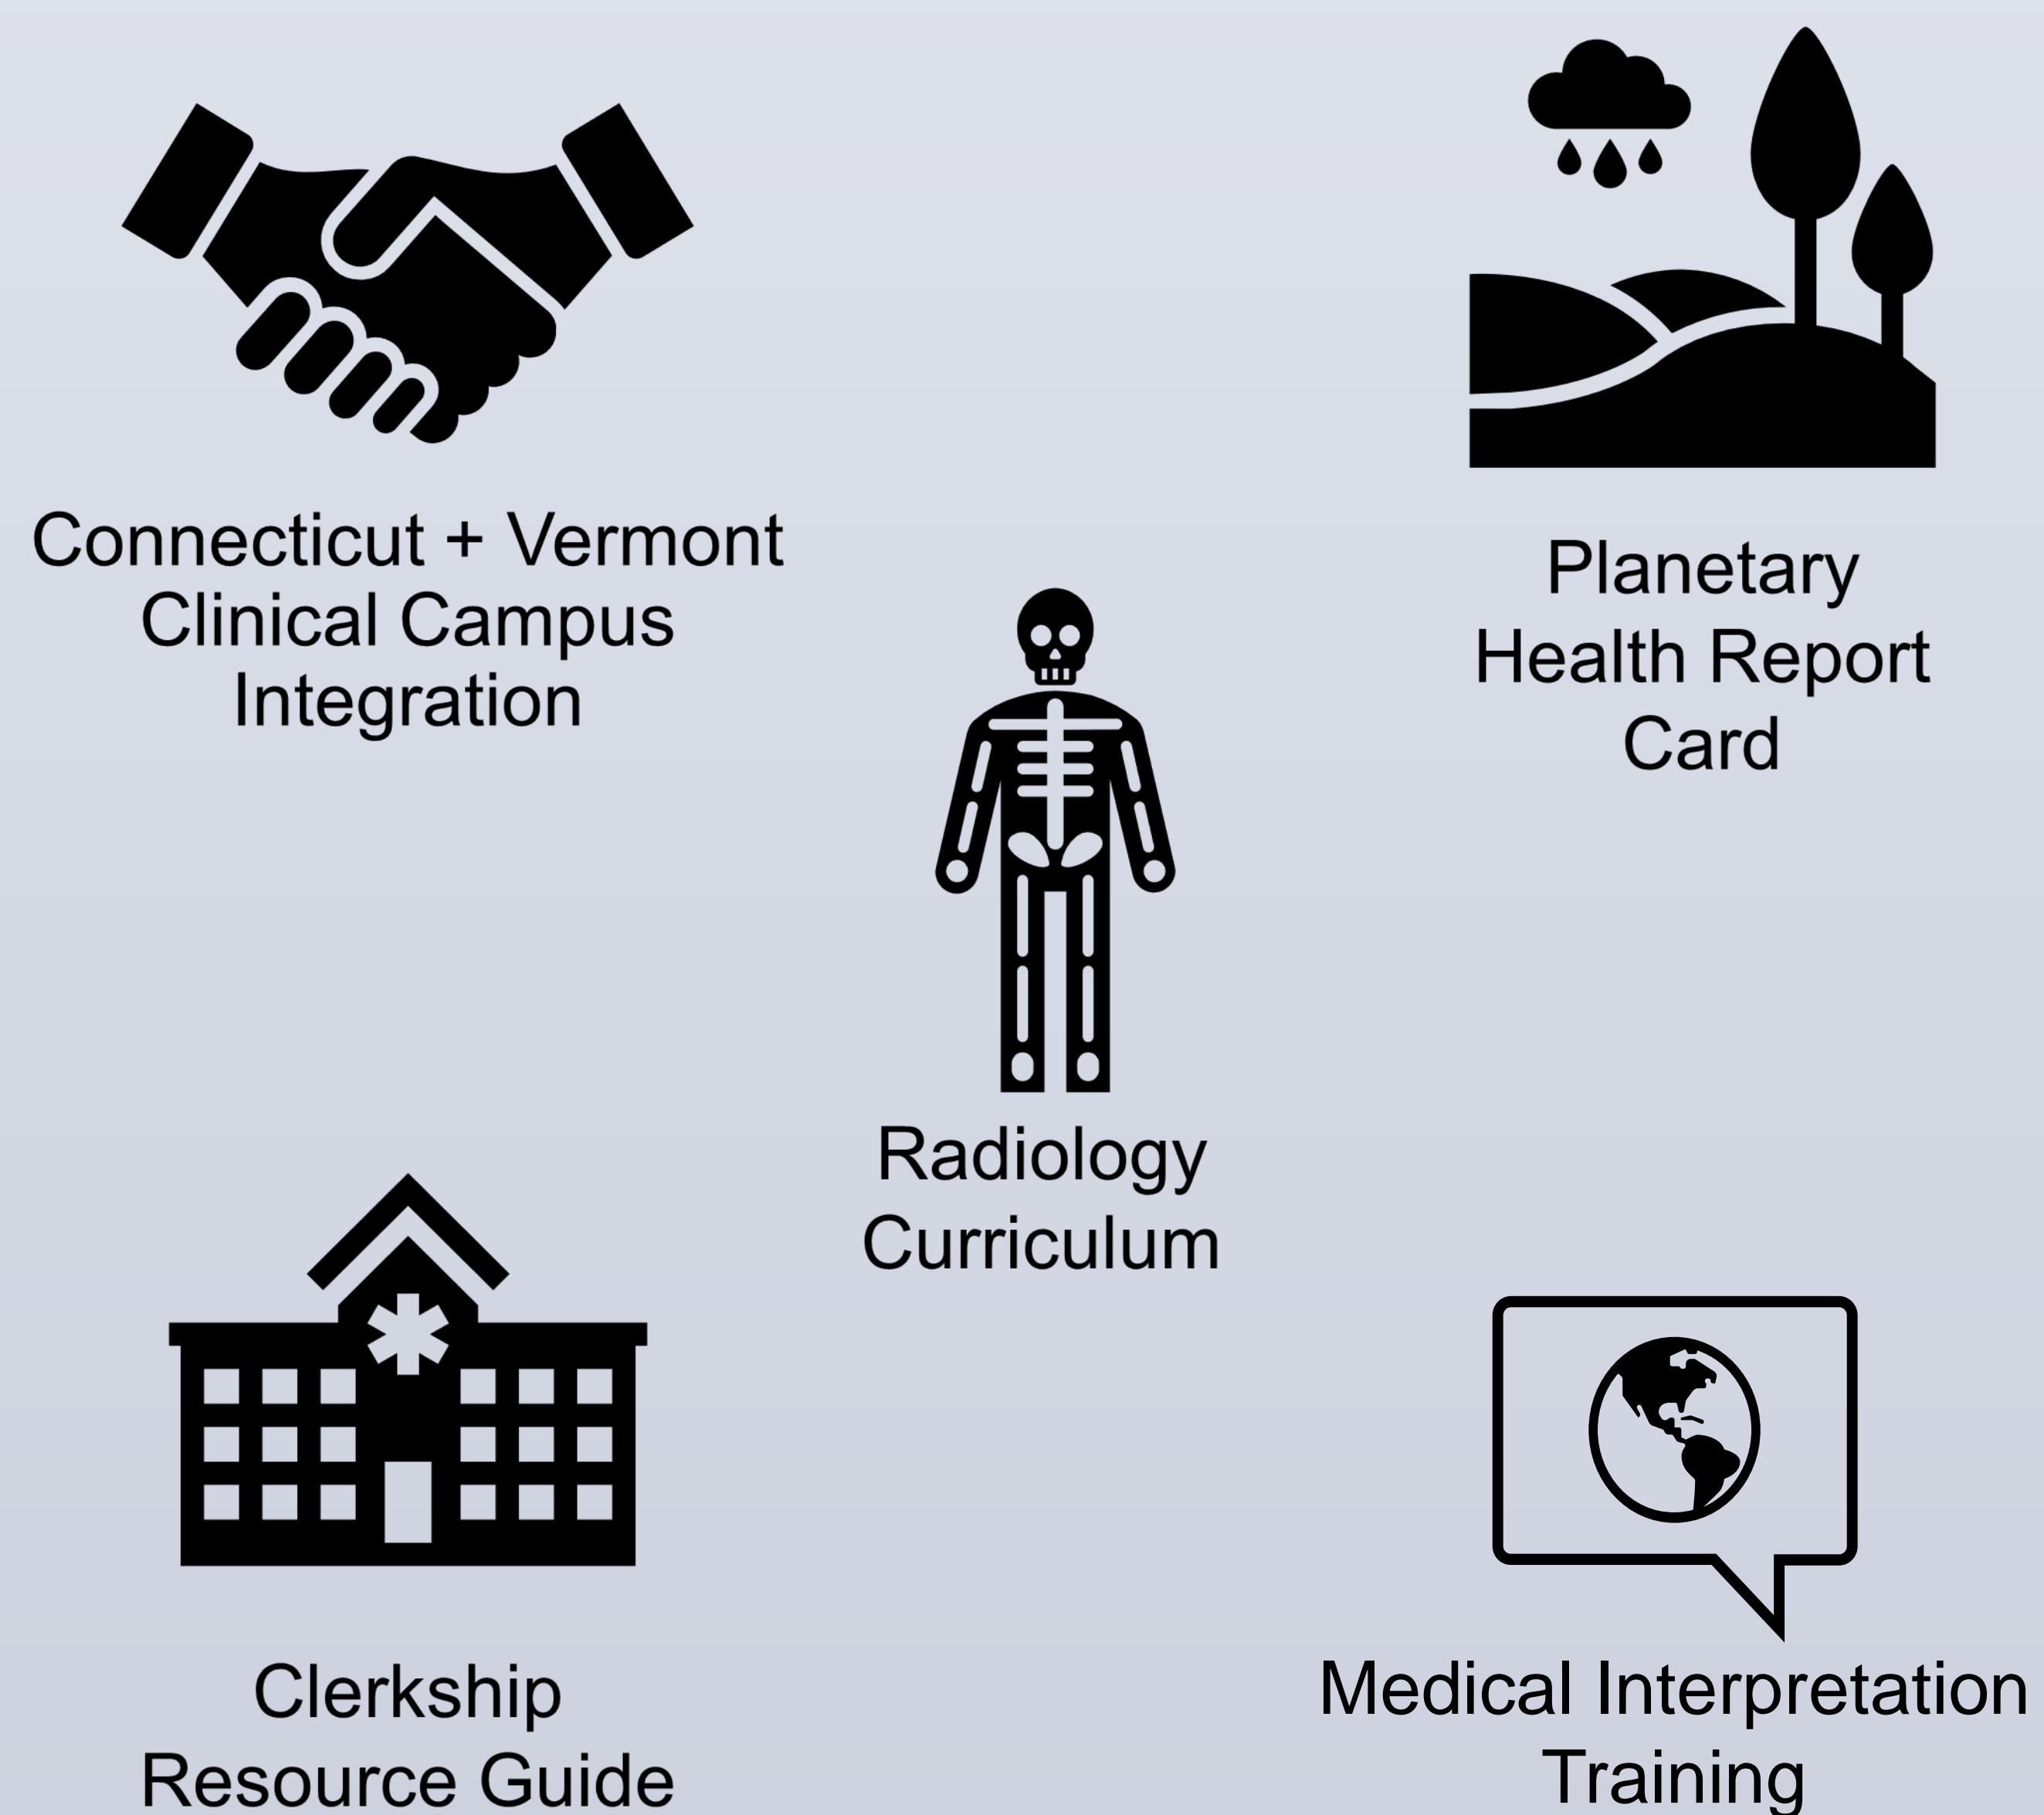 Connecticut + Vermont
Clinical Campus
Integration
Planetary
Health Report
Card
Radiology
Curriculum
Clerkship
Resource Guide
Medical Interpretation
Training